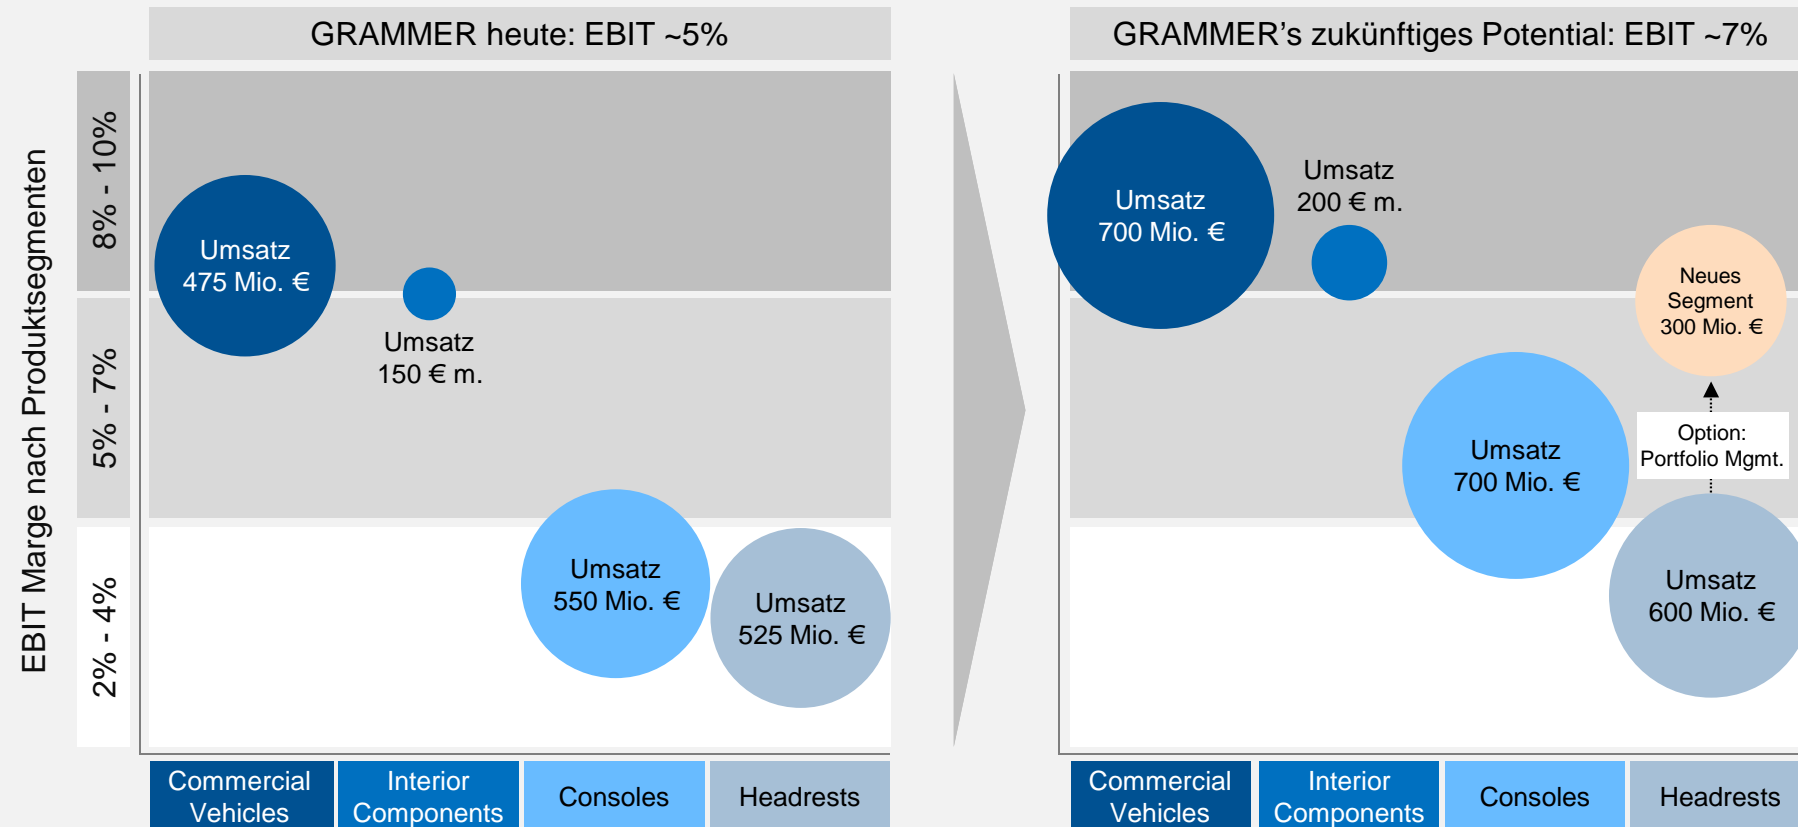 GRAMMER heute: EBIT ~5%
EBIT Marge nach Produktsegmenten
8% - 10%
5% - 7%
2% - 4%
Umsatz
475 Mio. €
Umsatz
150 € m.
Umsatz
550 Mio. €
Umsatz
525 Mio. €
Commercial
Vehicles
Interior
Components
Consoles
Headrests
GRAMMER’s zukünftiges Potential: EBIT ~7%
Umsatz
700 Mio. €
Umsatz
200 € m.
Neues
Segment
300 Mio. €
Option:
Portfolio Mgmt.
Umsatz
700 Mio. €
Umsatz
600 Mio. €
Commercial
Vehicles
Interior
Components
Consoles
Headrests